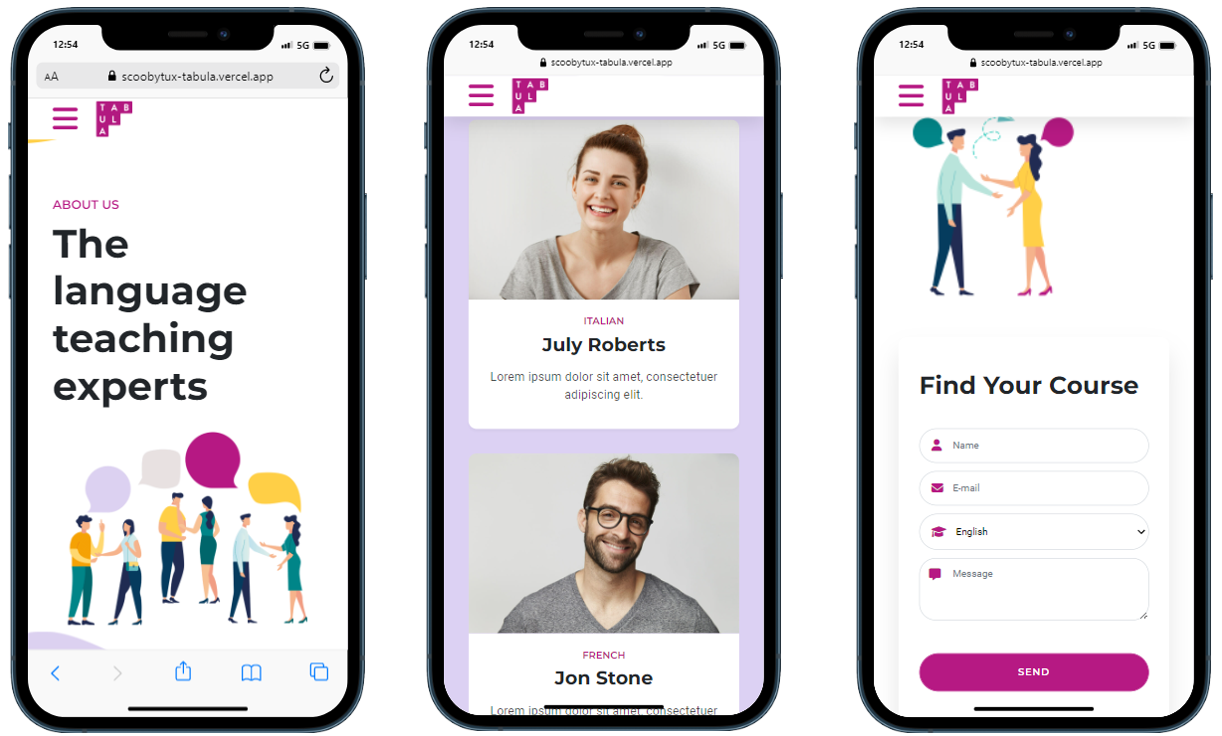 12:54
5G
AA
scoobytux-tabula.vercel.app
TAB
UL
A
ABOUT US
The
language
teaching
experts
12:54
5G
scoobytux-tabula.vercel.app
TAB
UL
A
ITALIAN
July Roberts
Lorem ipsum dolor sit amet, consectetuer
adipiscing elit.
FRENCH
Jon Stone
Lorem ipsum dolor sit amet, consectetuer
12:54
5G
scoobytux-tabula.vercel.app
TAB
UL
A
Find Your Course
Name
E-mail
English
Message
SEND